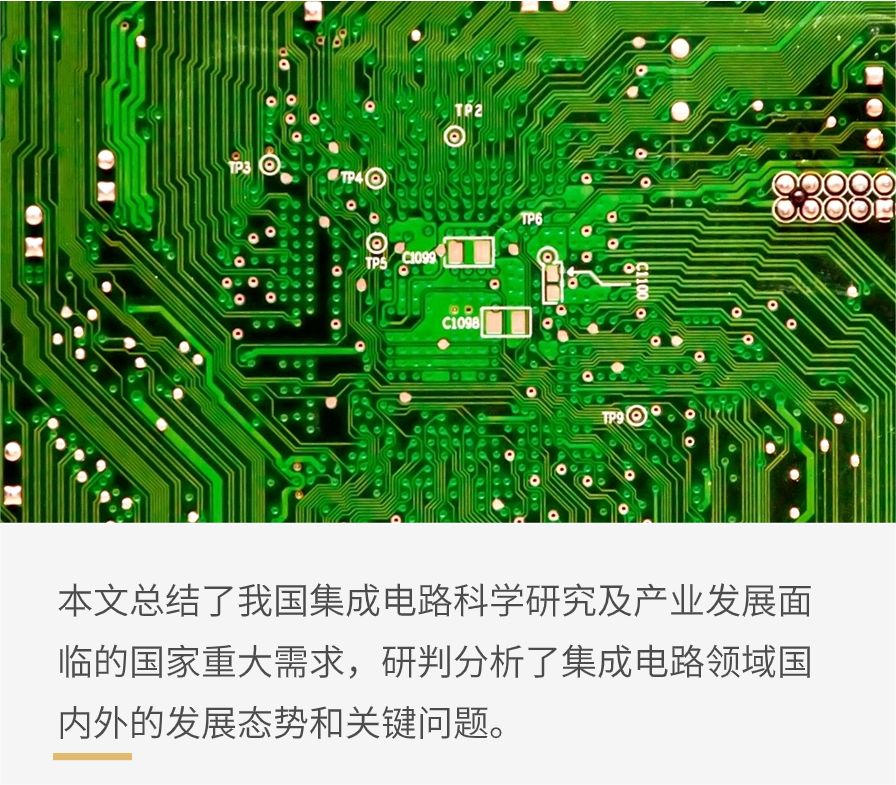 TP2
TP3
TP4
TP6
TP5
C1099
C1100
C1098
TP9
本文总结了我国集成电路科学研究及产业发展面
临的国家重大需求，研判分析了集成电路领域国
内外的发展态势和关键问题。